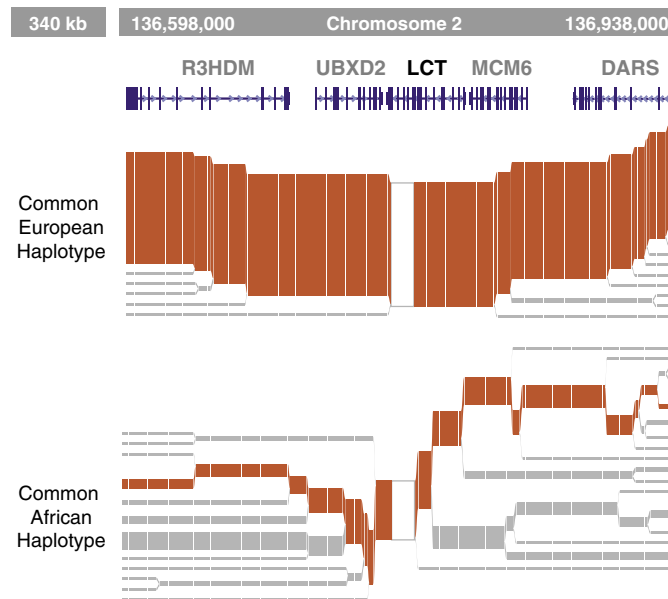 340 kb 136,598,000 Chromosome 2 136,938,000
R3HDM UBXD2 LCT MCM6 DARS
Common
European
Haplotype
Common
African
Haplotype